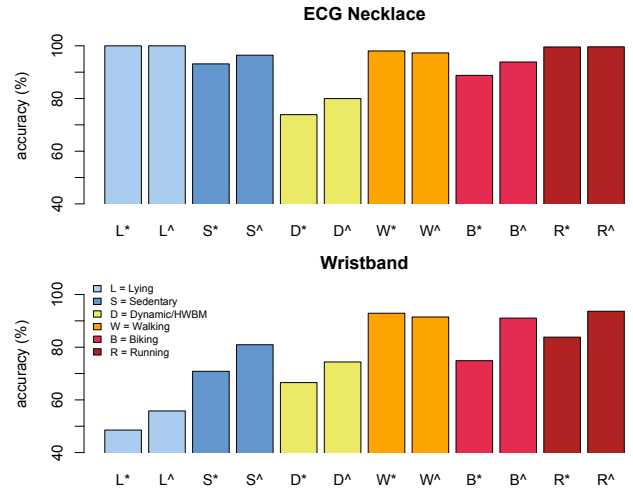 ECG Necklace
accuracy (%)
100
80
60
40
L* L^ S* S^ D* D^ W* W^ B* B^ R* R^
Wristband
accuracy (%)
100
80
60
40
L = Lying
S = Sedentary
D = Dynamic/HWBM
W = Walking
B = Biking
R = Running
L* L^ S* S^ D* D^ W* W^ B* B^ R* R^